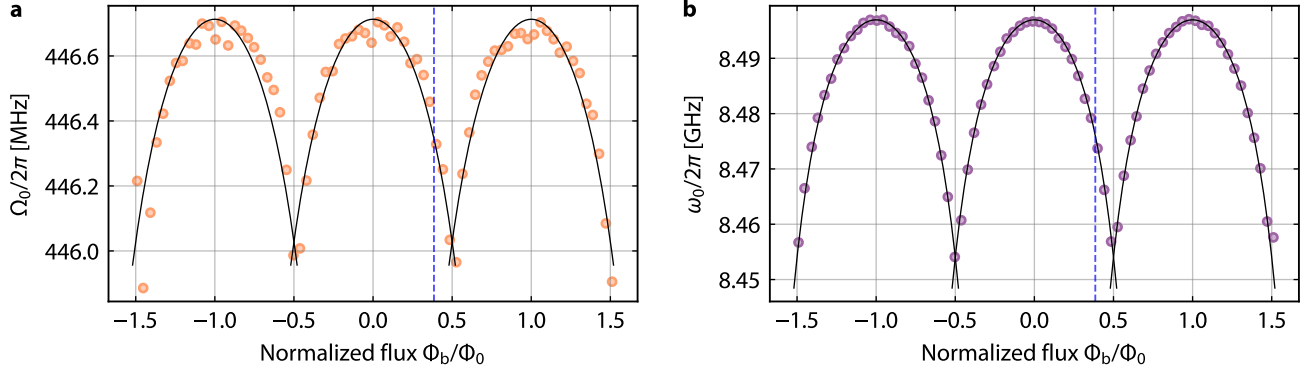 a
Ω₀/2π [MHz]
446.6
446.4
446.2
446.0
−1.5 −1.0 −0.5 0.0 0.5 1.0 1.5
Normalized flux Φb/Φ₀
b
ω₀/2π [GHz]
8.49
8.48
8.47
8.46
8.45
−1.5 −1.0 −0.5 0.0 0.5 1.0 1.5
Normalized flux Φb/Φ₀